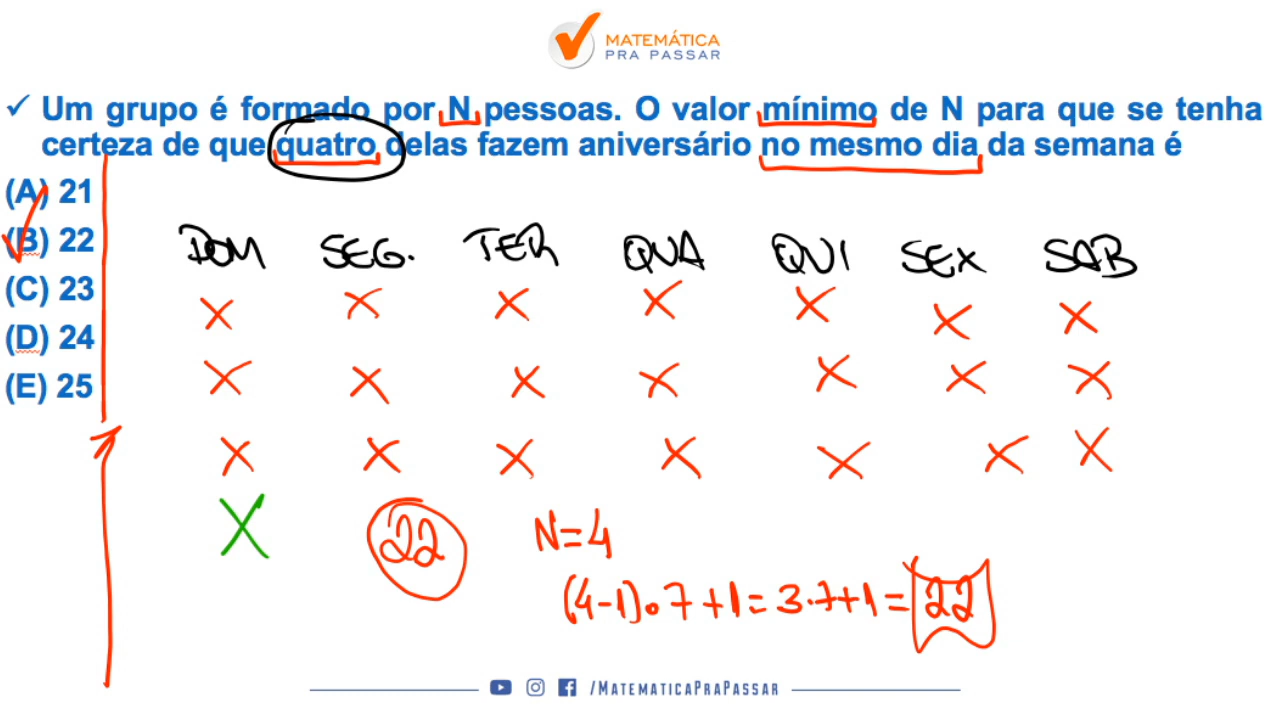 MATEMÁTICA
PRA PASSAR
✓ Um grupo é formado por N pessoas. O valor mínimo de N para que se tenha
certeza de que quatro delas fazem aniversário no mesmo dia da semana é
(A) 21
(B) 22
(C) 23
(D) 24
(E) 25
DOM SEG. TER QUA QUI SEX SAB
X X X X X X X
X X X X X X X
X X X X X X X
X
22
N=4
(4-1).7+1=3.7+1=22
/MATEMATICAPRAPASSAR